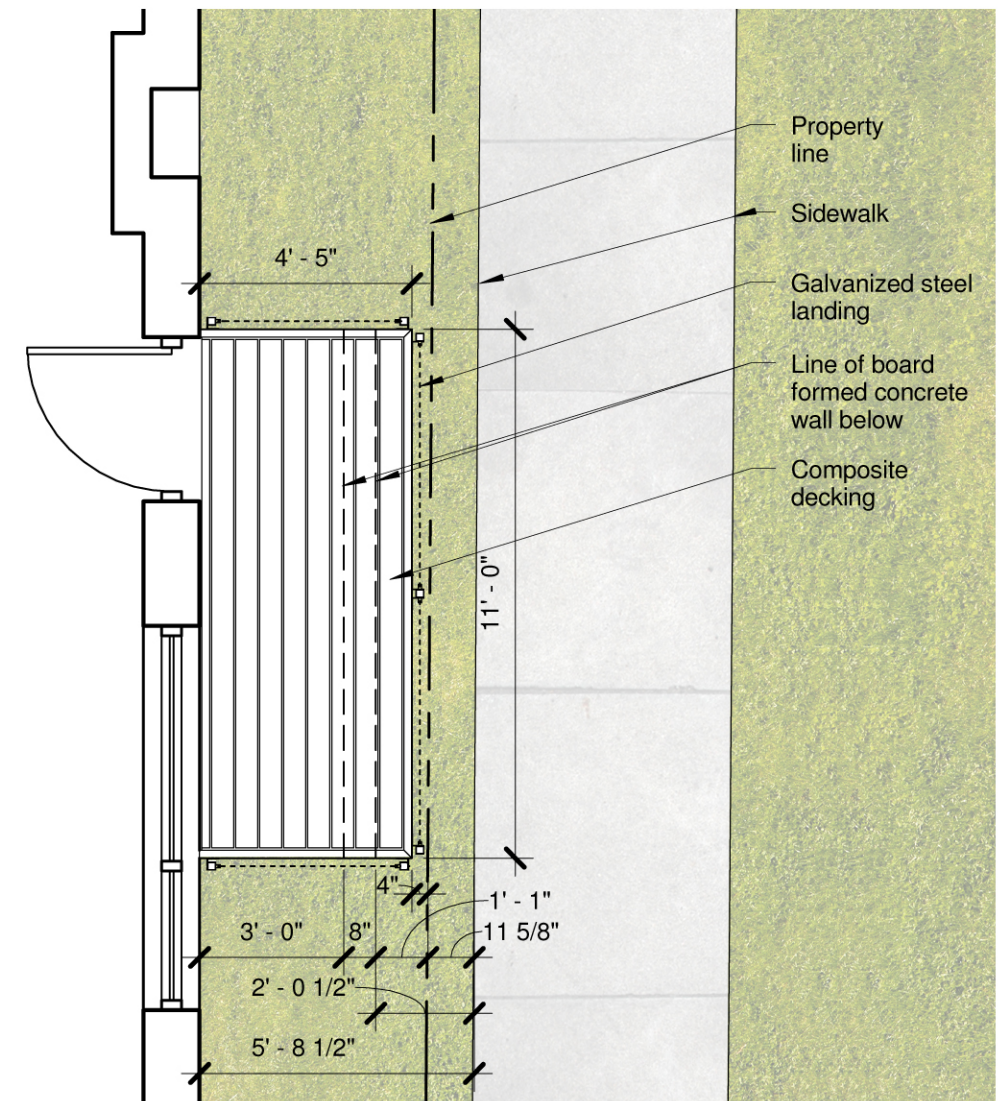 Property
line
Sidewalk
4' - 5"
Galvanized steel
landing
Line of board
formed concrete
wall below
Composite
decking
11' - 0"
4"
1' - 1"
3' - 0"
8"
11 5/8"
2' - 0 1/2"
5' - 8 1/2"